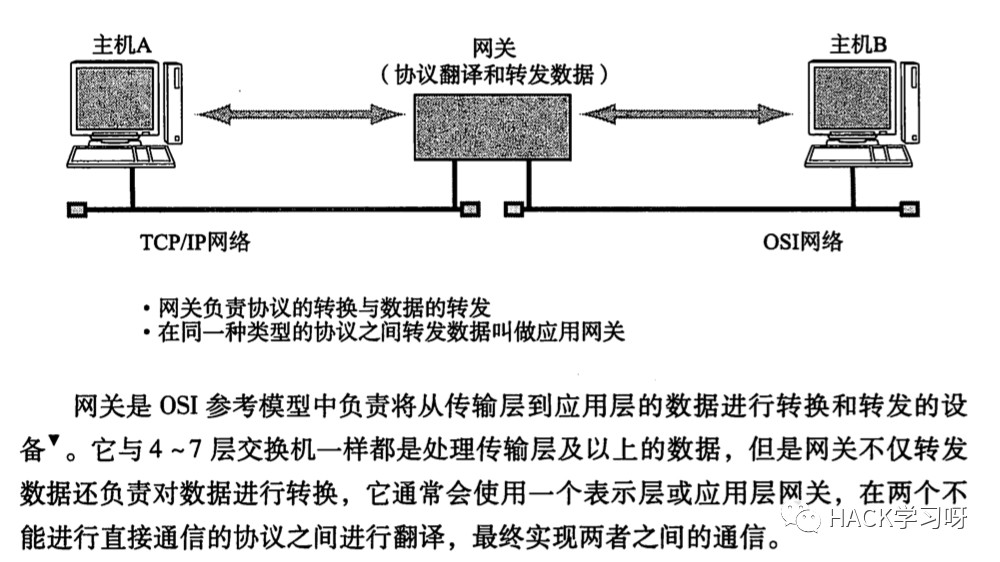 主机A
网关
（协议翻译和转发数据）
主机B
TCP/IP网络
OSI网络
・网关负责协议的转换与数据的转发
・在同一种类型的协议之间转发数据叫做应用网关
网关是 OSI 参考模型中负责将从传输层到应用层的数据进行转换和转发的设
备▼。它与 4～7 层交换机一样都是处理传输层及以上的数据，但是网关不仅转发
数据还负责对数据进行转换，它通常会使用一个表示层或应用层网关，在两个不
能进行直接通信的协议之间进行翻译，最终实现两者之间的通信。
HACK学习呀